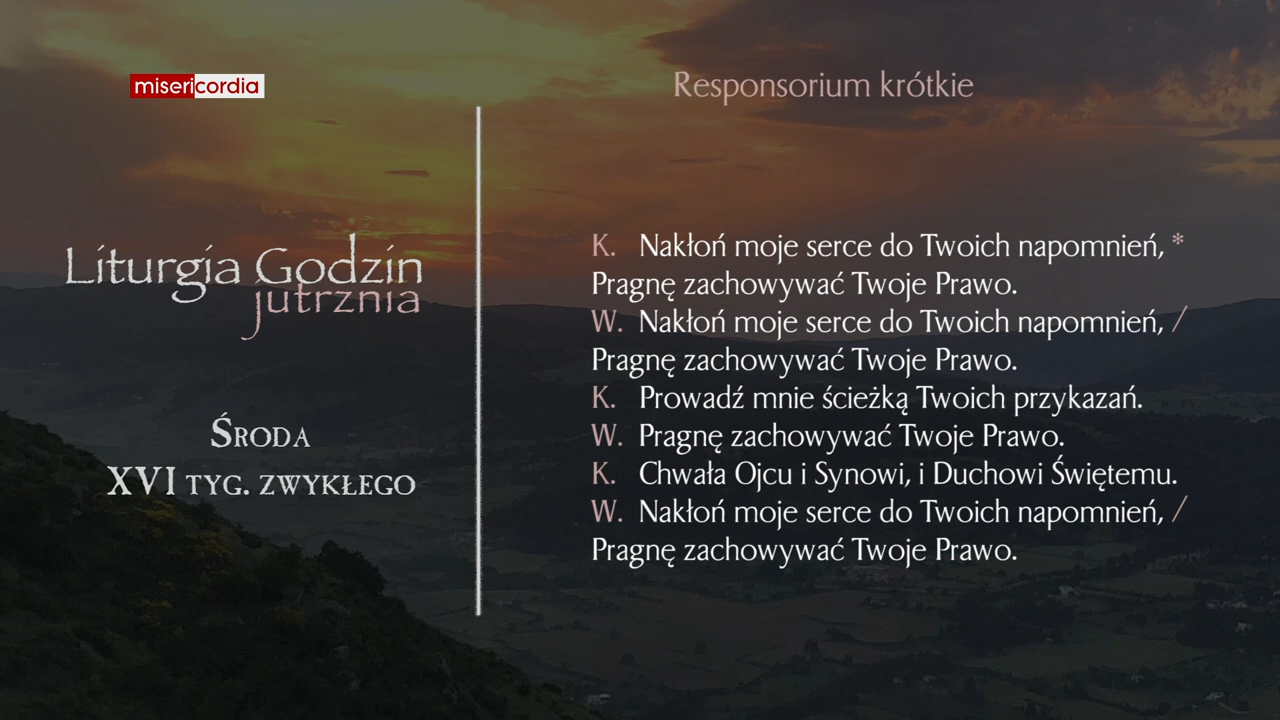 misericordia
Liturgia Godzin
jutrznia
Środa
XVI tyg. zwykłego
Responsorium krótkie
K. Nakłoń moje serce do Twoich napomnień, *
Pragnę zachowywać Twoje Prawo.
W. Nakłoń moje serce do Twoich napomnień, /
Pragnę zachowywać Twoje Prawo.
K. Prowadź mnie ścieżką Twoich przykazań.
W. Pragnę zachowywać Twoje Prawo.
K. Chwała Ojcu i Synowi, i Duchowi Świętemu.
W. Nakłoń moje serce do Twoich napomnień, /
Pragnę zachowywać Twoje Prawo.